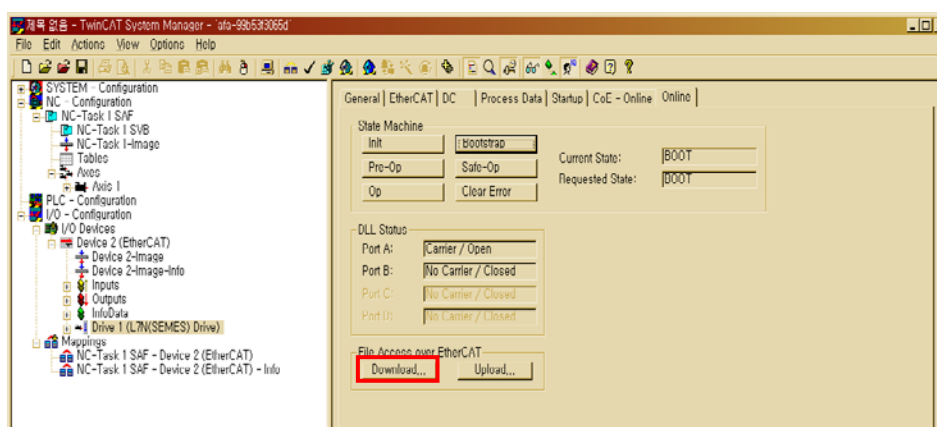 제목 없음 - TwinCAT System Manager - 'afa-99b53f3065d'
File Edit Actions View Options Help
SYSTEM - Configuration
NC - Configuration
NC-Task 1 SAF
NC-Task 1 SVB
NC-Task 1-Image
Tables
Axes
Axis 1
PLC - Configuration
I/O - Configuration
I/O Devices
Device 2 (EtherCAT)
Device 2-Image
Device 2-Image-Info
Inputs
Outputs
InfoData
Drive 1 (L7N(SEMES) Drive)
Mappings
NC-Task 1 SAF - Device 2 (EtherCAT)
NC-Task 1 SAF - Device 2 (EtherCAT) - Info
General EtherCAT DC Process Data Startup CoE - Online Online
State Machine
Init Bootstrap
Pre-Op Safe-Op
Op Clear Error
Current State: BOOT
Requested State: BOOT
DLL Status
Port A: Carrier / Open
Port B: No Carrier / Closed
Port C: No Carrier / Closed
Port D: No Carrier / Closed
File Access over EtherCAT
Download... Upload...